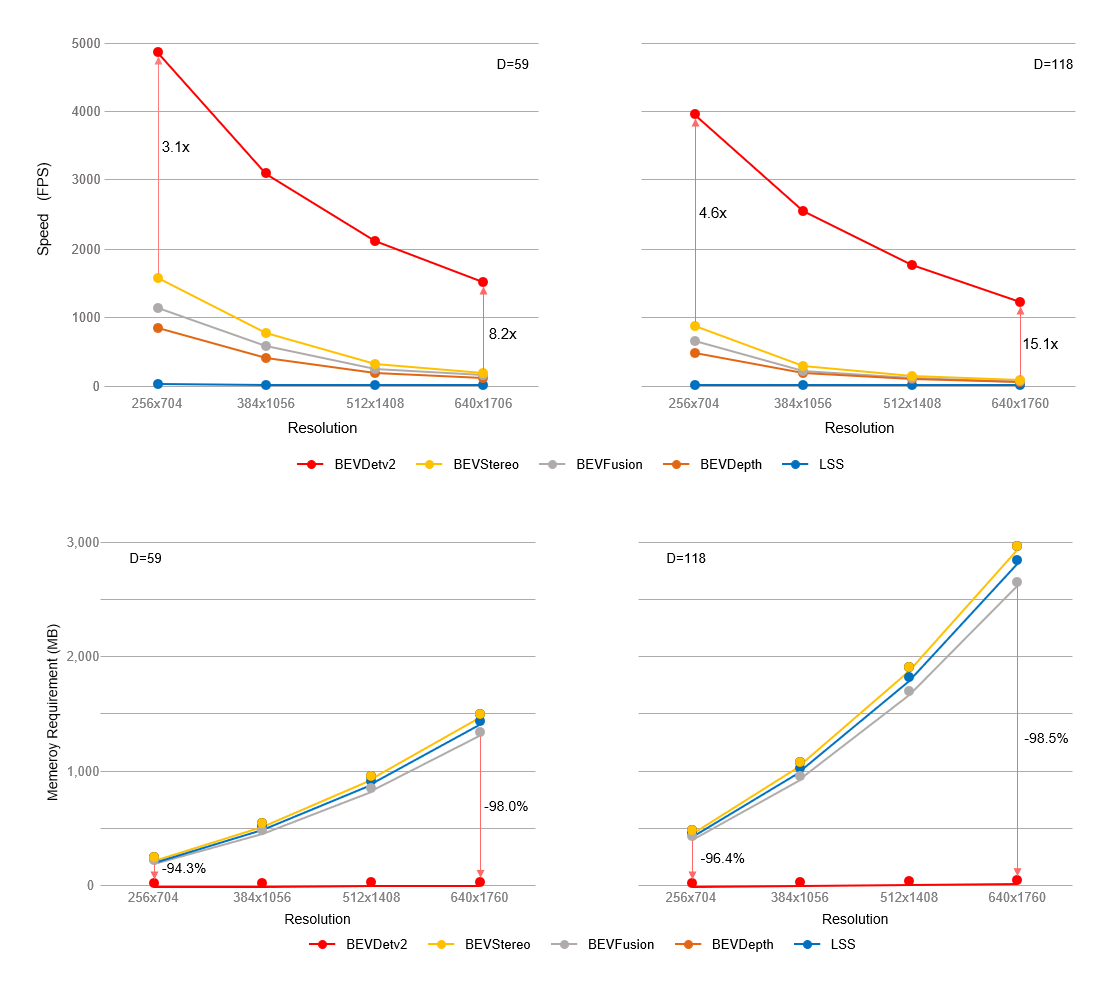 5000
D=59
D=118
4000
3.1x
3000
Speed (FPS)
4.6x
2000
1000
8.2x
15.1x
0
256x704 384x1056 512x1408 640x1706
256x704 384x1056 512x1408 640x1760
Resolution
Resolution
BEVDetv2 BEVStereo BEVFusion BEVDepth LSS
3,000
D=59
D=118
2,000
Memeroy Requirement (MB)
-98.5%
1,000
-98.0%
-94.3%
-96.4%
0
256x704 384x1056 512x1408 640x1760
256x704 384x1056 512x1408 640x1760
Resolution
Resolution
BEVDetv2 BEVStereo BEVFusion BEVDepth LSS